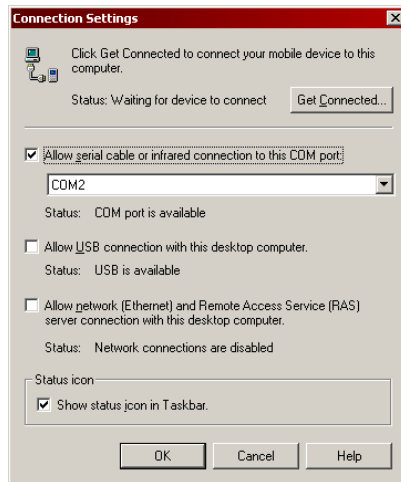 Connection Settings
Click Get Connected to connect your mobile device to this
computer.
Status: Waiting for device to connect
Get Connected...
Allow serial cable or infrared connection to this COM port:
COM2
Status: COM port is available
Allow USB connection with this desktop computer.
Status: USB is available
Allow network (Ethernet) and Remote Access Service (RAS)
server connection with this desktop computer.
Status: Network connections are disabled
Status icon
Show status icon in Taskbar.
OK Cancel Help